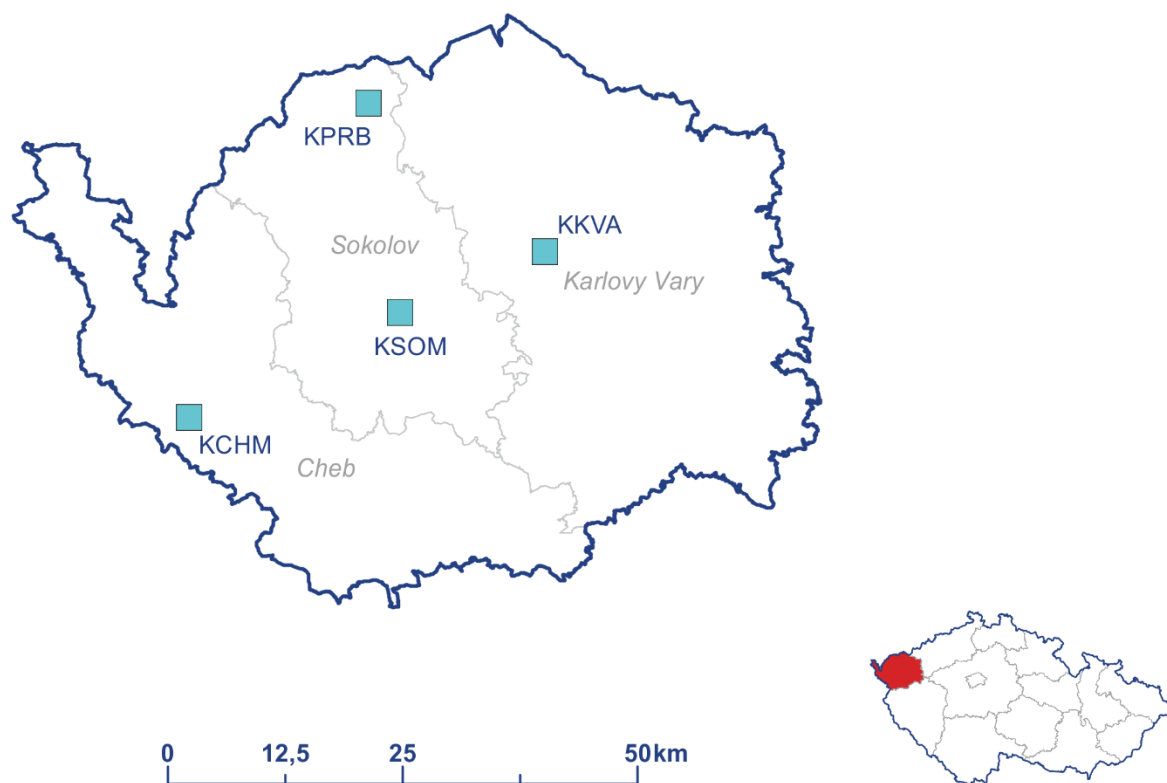 KPRB
KKVA
Sokolov
Karlovy Vary
KSOM
KCHM
Cheb
0 12,5 25 50km